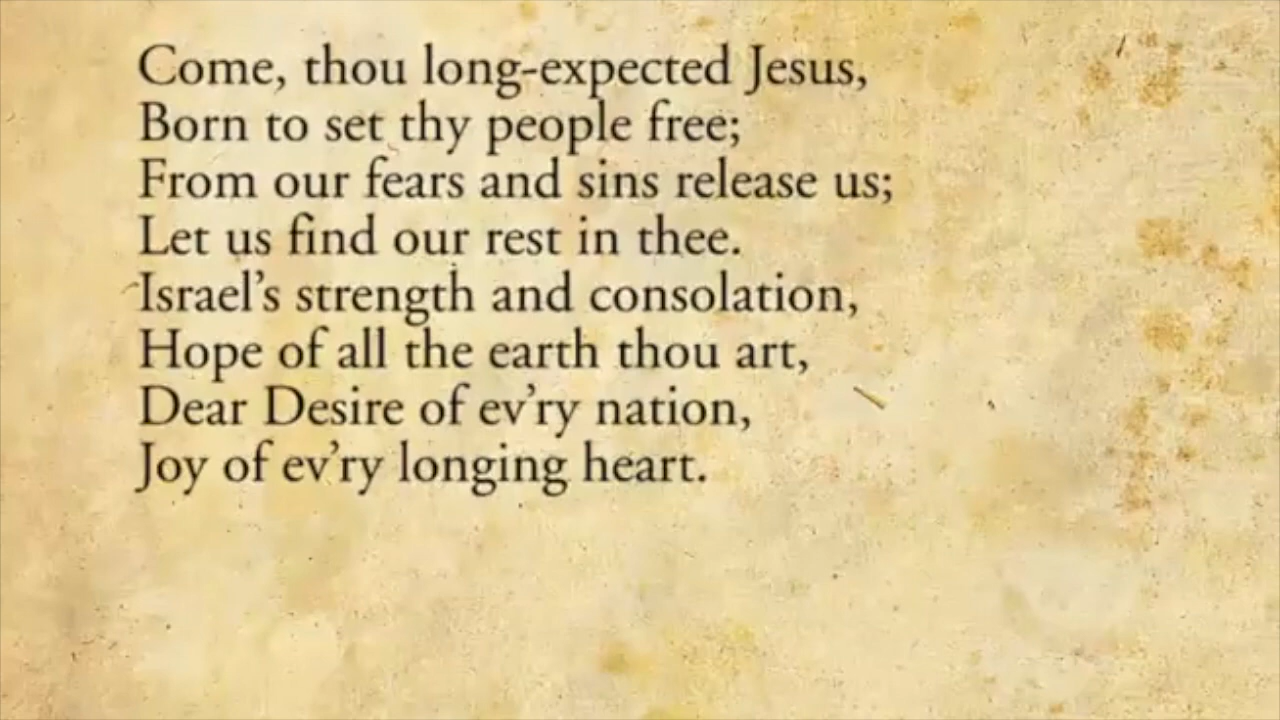 Come, thou long-expected Jesus,
Born to set thy people free;
From our fears and sins release us;
Let us find our rest in thee.
Israel’s strength and consolation,
Hope of all the earth thou art,
Dear Desire of ev’ry nation,
Joy of ev’ry longing heart.